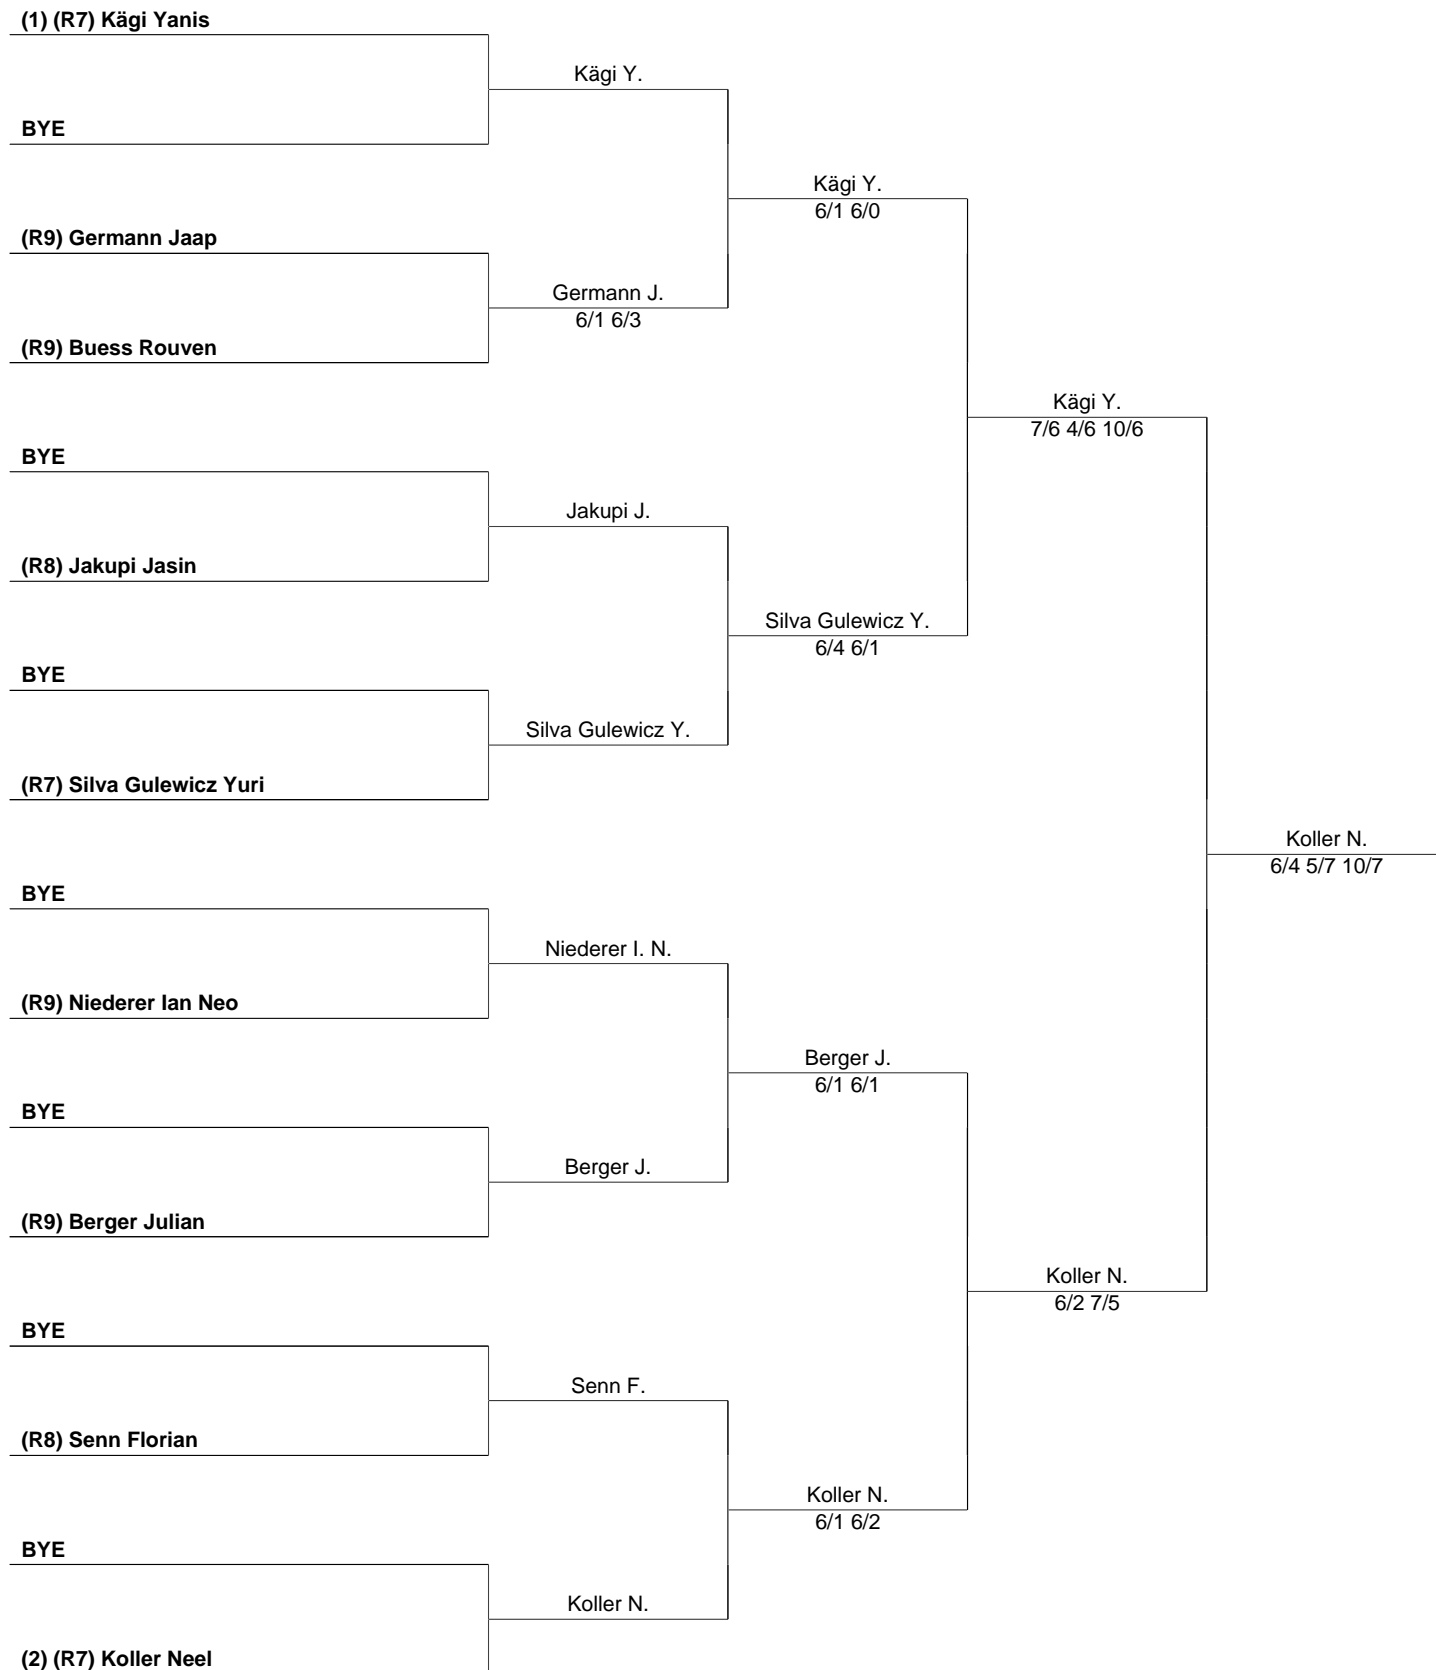 (1) (R7) Kägi Yanis
Kägi Y.
BYE
Kägi Y.
6/1 6/0
(R9) Germann Jaap
Germann J.
6/1 6/3
(R9) Buess Rouven
Kägi Y.
7/6 4/6 10/6
BYE
Jakupi J.
(R8) Jakupi Jasin
Silva Gulewicz Y.
6/4 6/1
BYE
Silva Gulewicz Y.
(R7) Silva Gulewicz Yuri
Koller N.
6/4 5/7 10/7
BYE
Niederer I. N.
(R9) Niederer Ian Neo
Berger J.
6/1 6/1
BYE
Berger J.
(R9) Berger Julian
Koller N.
6/2 7/5
BYE
Senn F.
(R8) Senn Florian
Koller N.
6/1 6/2
BYE
Koller N.
(2) (R7) Koller Neel